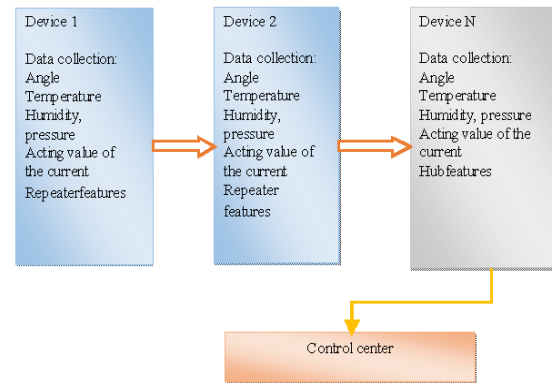 Device 1
Data collection:
Angle
Temperature
Humidity,
pressure
Acting value of
the current
Repeaterfeatures
Device 2
Data collection:
Angle
Temperature
Humidity,
pressure
Acting value of
the current
Repeater
features
Device N
Data collection:
Angle
Temperature
Humidity, pressure
Acting value of the
current
Hubfeatures
Control center